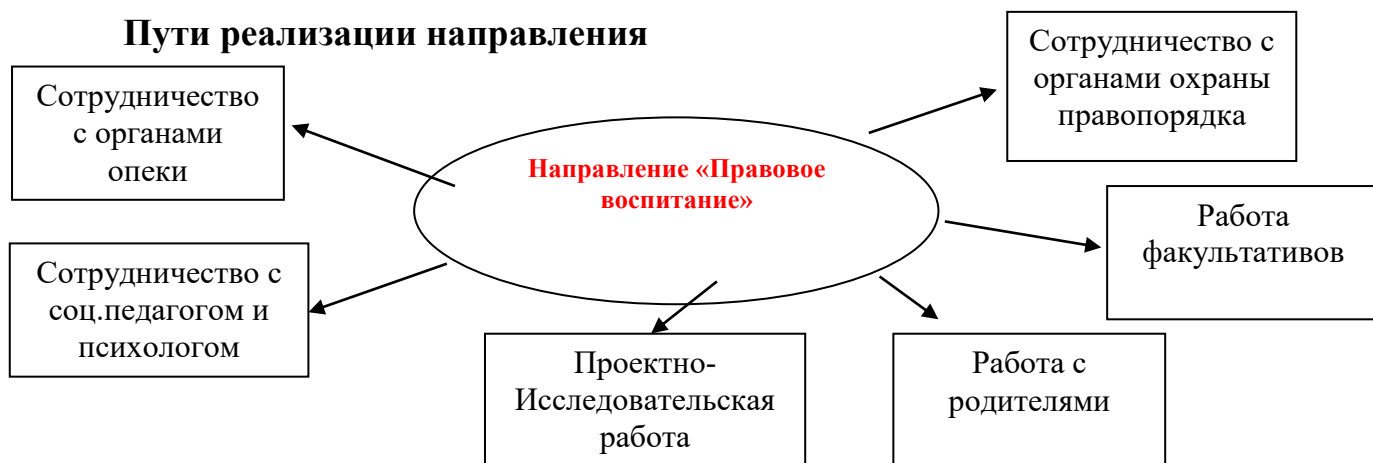 Пути реализации направления
Сотрудничество с
органами охраны
правопорядка
Сотрудничество
с органами
опеки
Направление «Правовое
воспитание»
Работа
факультативов
Сотрудничество с
соц.педагогом и
психологом
Проектно-
Исследовательская
работа
Работа с
родителями